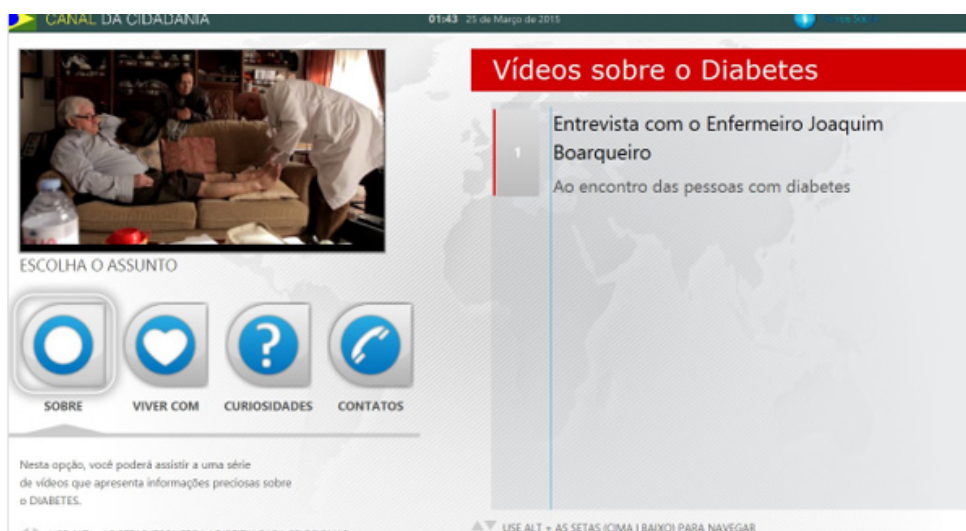 CANAL DA CIDADANIA
01:43 25 de Março de 2015
Vídeos sobre o Diabetes
1
Entrevista com o Enfermeiro Joaquim
Boarqueiro
Ao encontro das pessoas com diabetes
ESCOLHA O ASSUNTO
SOBRE
VIVER COM
CURIOSIDADES
CONTATOS
Nesta opção, você poderá assistir a uma série
de vídeos que apresenta informações preciosas sobre
o DIABETES.
USE ALT + AS SETAS (CIMA | BAIXO) PARA NAVEGAR